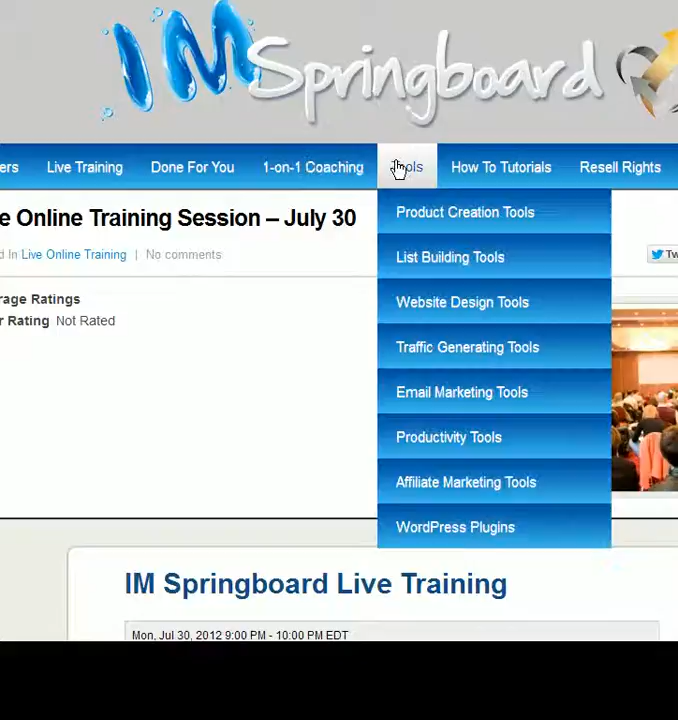 IM Springboard
ers Live Training Done For You 1-on-1 Coaching Tools How To Tutorials Resell Rights
e Online Training Session – July 30
Product Creation Tools
d In Live Online Training | No comments
Tw
List Building Tools
rage Ratings
Website Design Tools
r Rating Not Rated
Traffic Generating Tools
Email Marketing Tools
Productivity Tools
Affiliate Marketing Tools
WordPress Plugins
IM Springboard Live Training
Mon, Jul 30, 2012 9:00 PM - 10:00 PM EDT